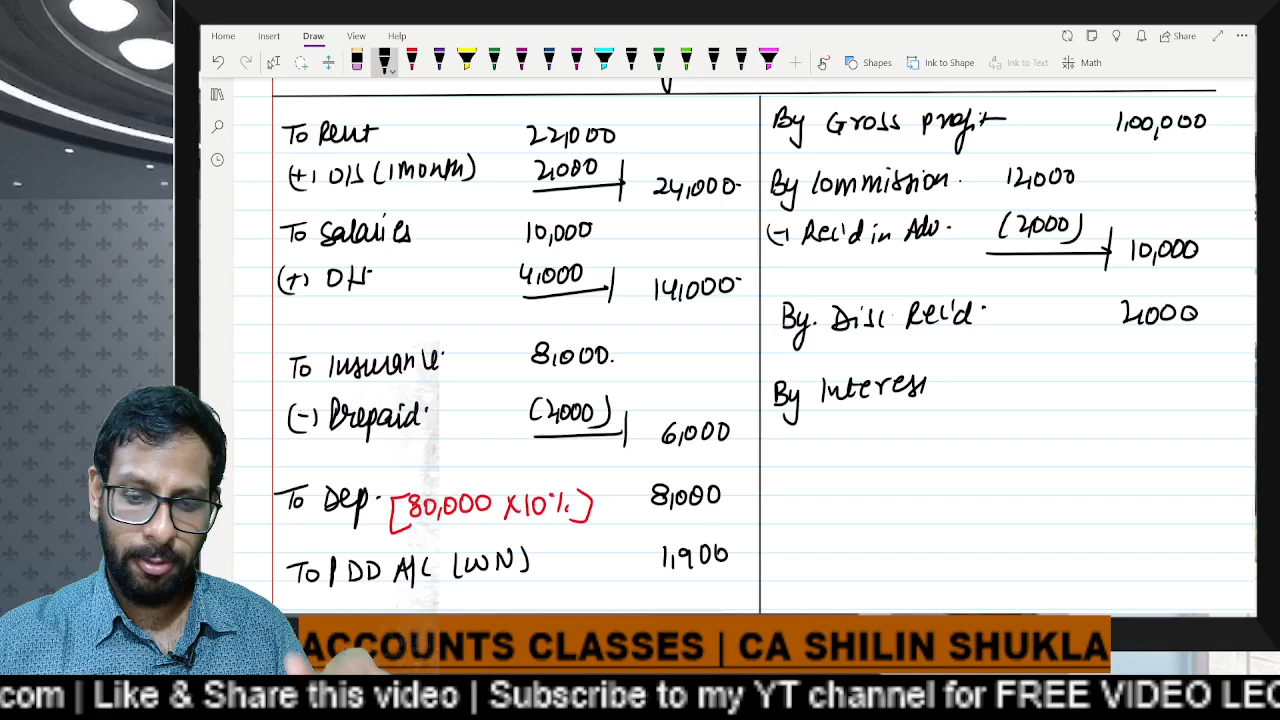 Home Insert Draw View Help
Share
Shapes Ink to Shape Ink to Text Math
To Rent 22,000
(+) O/S (1 month) 2,000 24,000
To Salaries 10,000
(+) O/S 4,000 14,000
To Insurance 8,000
(-) Prepaid (2,000) 6,000
To Dep. [80,000 x 10%] 8,000
To PDD A/C (WN) 1,900
By Gross profit 1,00,000
By Commission 12,000
(-) Rec'd in Adv. (2,000) 10,000
By Disc Rec'd 2,000
By Interest
ACCOUNTS CLASSES | CA SHILIN SHUKLA
com | Like & Share this video | Subscribe to my YT channel for FREE VIDEO LEC